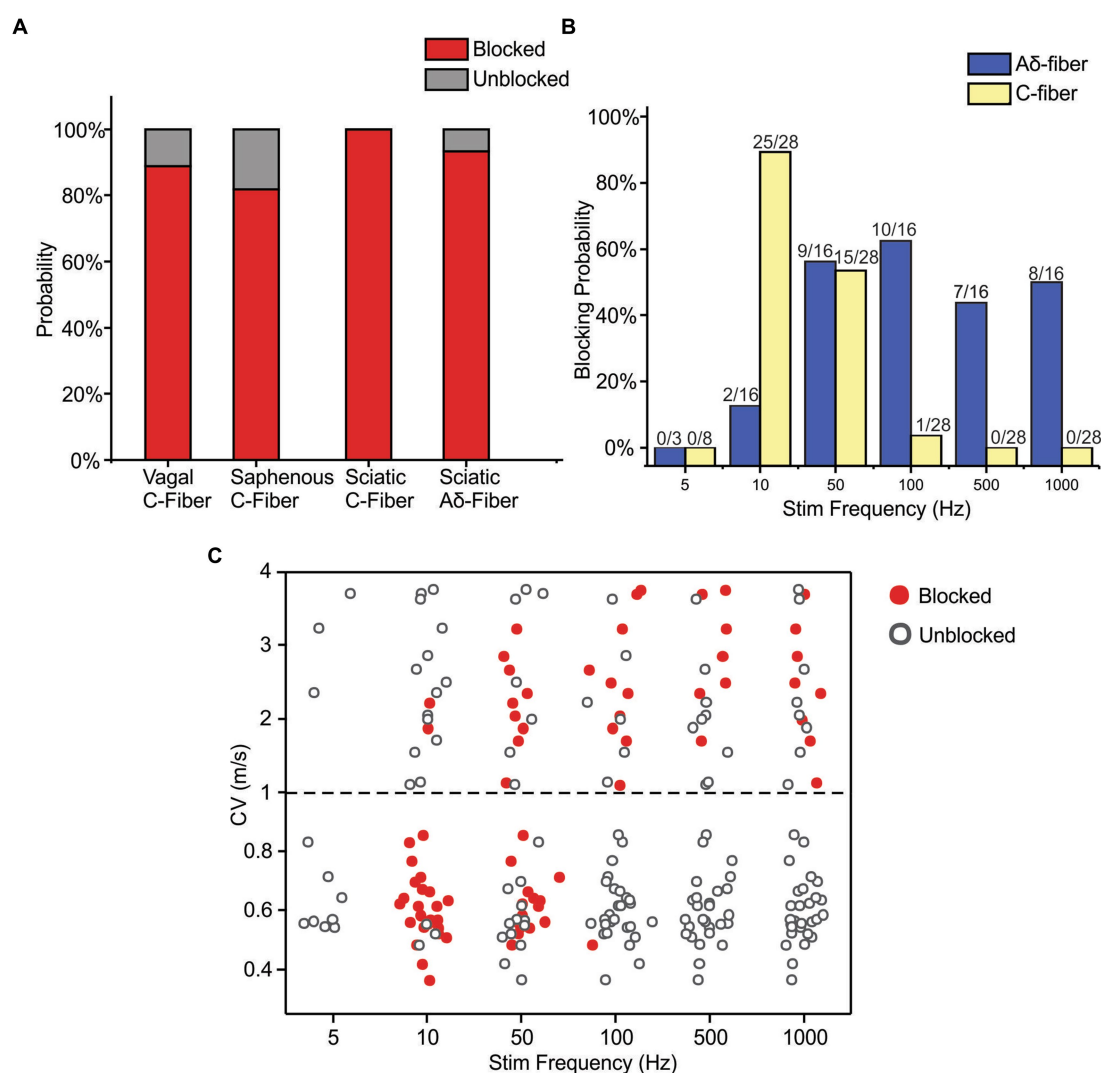 A
Blocked
Unblocked
Probability
100%
80%
60%
40%
20%
0%
Vagal
C-Fiber
Saphenous
C-Fiber
Sciatic
C-Fiber
Sciatic
Aδ-Fiber
B
Aδ-fiber
C-fiber
Blocking Probability
100%
80%
60%
40%
20%
0%
0/3 0/8
2/16
25/28
9/16
15/28
10/16
1/28
7/16
0/28
8/16
0/28
5 10 50 100 500 1000
Stim Frequency (Hz)
C
Blocked
Unblocked
CV (m/s)
4
3
2
1
0.8
0.6
0.4
5 10 50 100 500 1000
Stim Frequency (Hz)